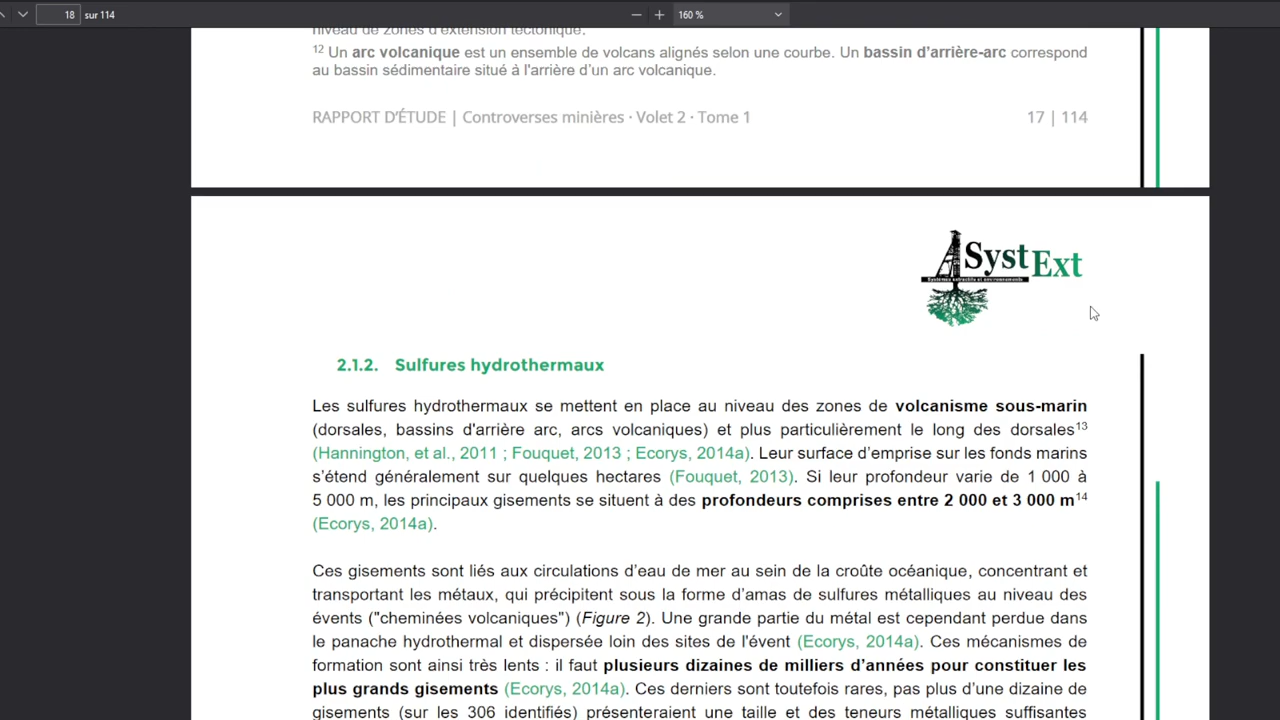 18 sur 114 160 %
niveau de zones d'extension tectonique.
12 Un arc volcanique est un ensemble de volcans alignés selon une courbe. Un bassin d'arrière-arc correspond
au bassin sédimentaire situé à l'arrière d'un arc volcanique.
RAPPORT D'ÉTUDE | Controverses minières · Volet 2 · Tome 1 17 | 114
SystExt
Systèmes extractifs et environnements
2.1.2. Sulfures hydrothermaux
Les sulfures hydrothermaux se mettent en place au niveau des zones de volcanisme sous-marin
(dorsales, bassins d'arrière arc, arcs volcaniques) et plus particulièrement le long des dorsales13
(Hannington, et al., 2011 ; Fouquet, 2013 ; Ecorys, 2014a). Leur surface d'emprise sur les fonds marins
s'étend généralement sur quelques hectares (Fouquet, 2013). Si leur profondeur varie de 1 000 à
5 000 m, les principaux gisements se situent à des profondeurs comprises entre 2 000 et 3 000 m14
(Ecorys, 2014a).
Ces gisements sont liés aux circulations d'eau de mer au sein de la croûte océanique, concentrant et
transportant les métaux, qui précipitent sous la forme d'amas de sulfures métalliques au niveau des
évents ("cheminées volcaniques") (Figure 2). Une grande partie du métal est cependant perdue dans
le panache hydrothermal et dispersée loin des sites de l'évent (Ecorys, 2014a). Ces mécanismes de
formation sont ainsi très lents : il faut plusieurs dizaines de milliers d'années pour constituer les
plus grands gisements (Ecorys, 2014a). Ces derniers sont toutefois rares, pas plus d'une dizaine de
gisements (sur les 306 identifiés) présenteraient une taille et des teneurs métalliques suffisantes